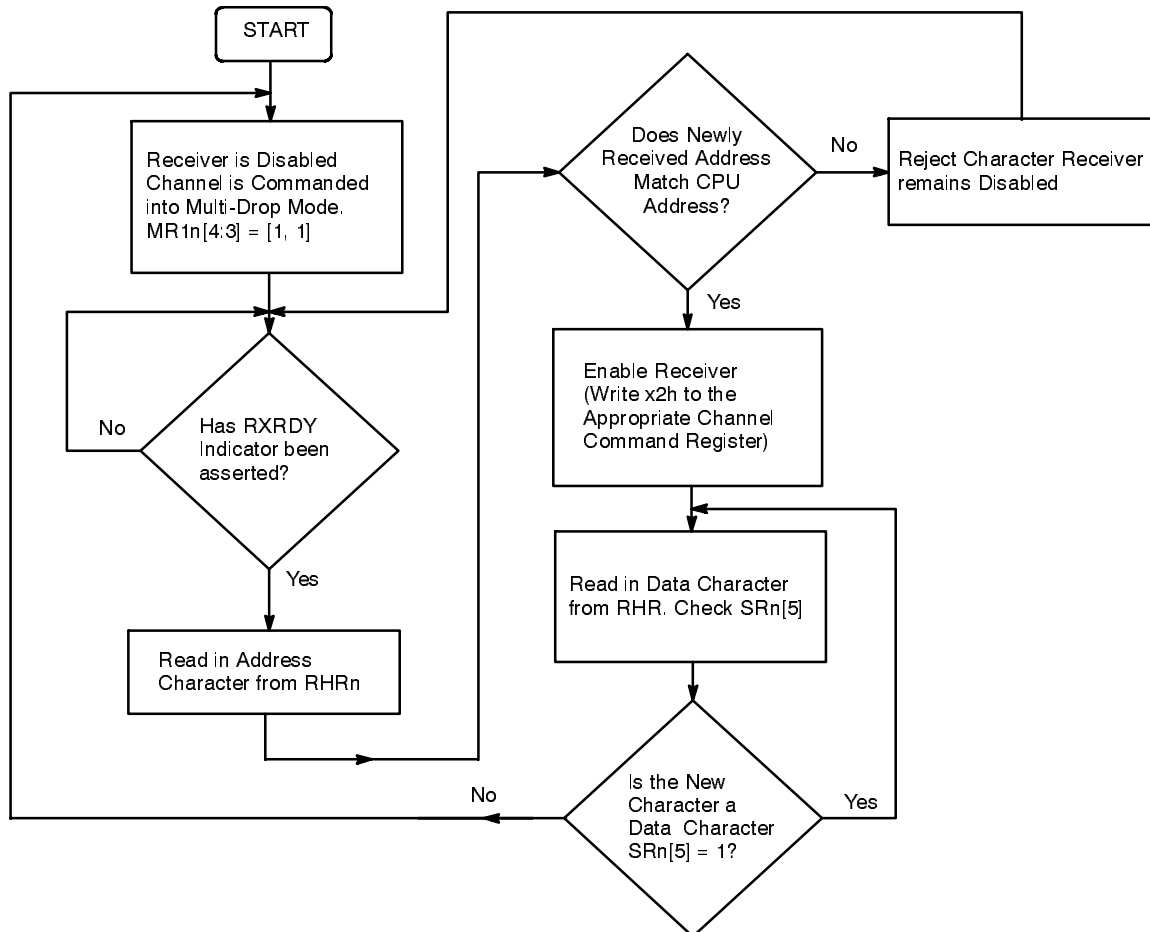 START
Receiver is Disabled
Channel is Commanded
into Multi-Drop Mode.
MR1n[4:3] = [1, 1]
No
Has RXRDY
Indicator been
asserted?
Yes
Read in Address
Character from RHRn
Does Newly
Received Address
Match CPU
Address?
No
Reject Character Receiver
remains Disabled
Yes
Enable Receiver
(Write x2h to the
Appropriate Channel
Command Register)
Read in Data Character
from RHR. Check SRn[5]
No
Is the New
Character a
Data Character
SRn[5] = 1?
Yes